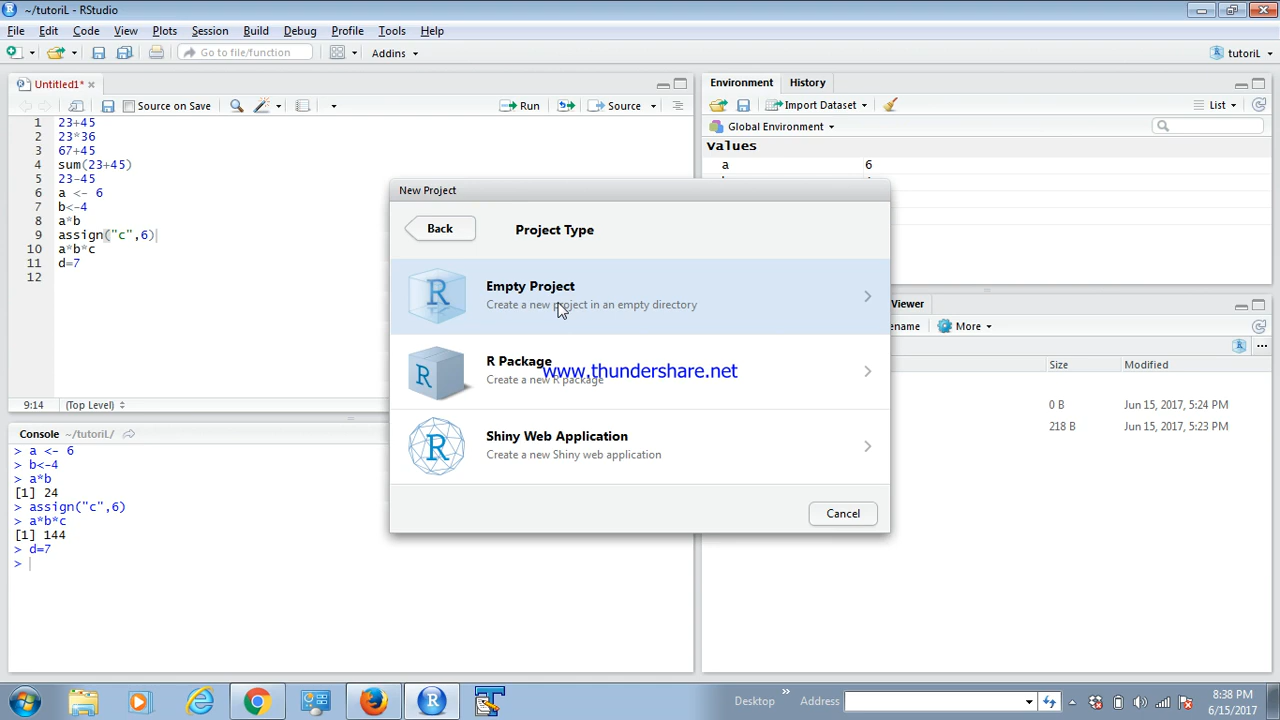 ~/tutoriL - RStudio
File Edit Code View Plots Session Build Debug Profile Tools Help
Go to file/function Addins tutoriL
Untitled1*
Source on Save Run Source
1 23+45
2 23*36
3 67+45
4 sum(23+45)
5 23-45
6 a <- 6
7 b<-4
8 a*b
9 assign("c",6)
10 a*b*c
11 d=7
12
9:14 (Top Level)
Console ~/tutoriL/
> a <- 6
> b<-4
> a*b
[1] 24
> assign("c",6)
> a*b*c
[1] 144
> d=7
>
Environment History
Import Dataset List
Global Environment
Values
a 6
New Project
Back Project Type
Empty Project
Create a new project in an empty directory
R Package
Create a new R package
www.thundershare.net
Shiny Web Application
Create a new Shiny web application
Cancel
Viewer
More
Size Modified
0 B Jun 15, 2017, 5:24 PM
218 B Jun 15, 2017, 5:23 PM
Desktop Address
8:38 PM
6/15/2017